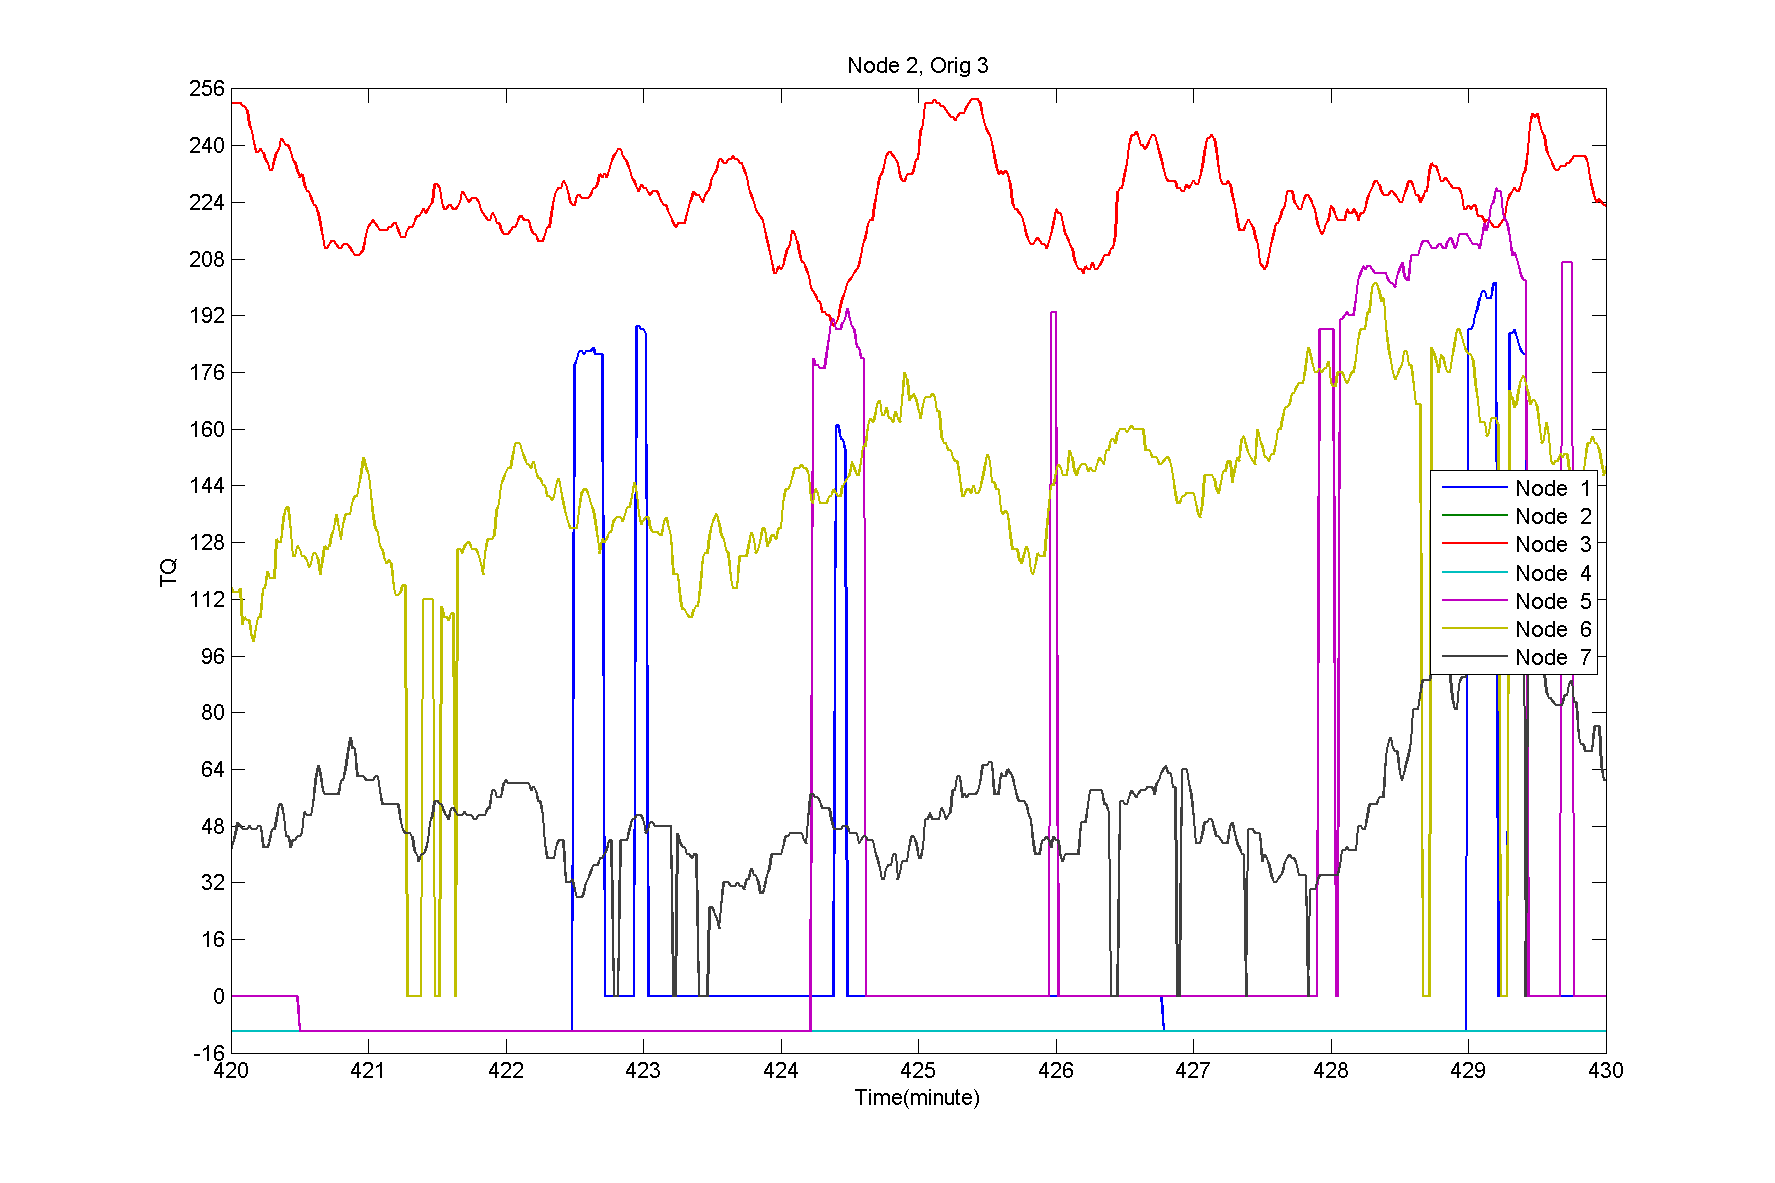 Node 2, Orig 3
256
240
224
208
192
176
160
144
128
112
96
80
64
48
32
16
0
-16
TQ
Node 1
Node 2
Node 3
Node 4
Node 5
Node 6
Node 7
420 421 422 423 424 425 426 427 428 429 430
Time(minute)